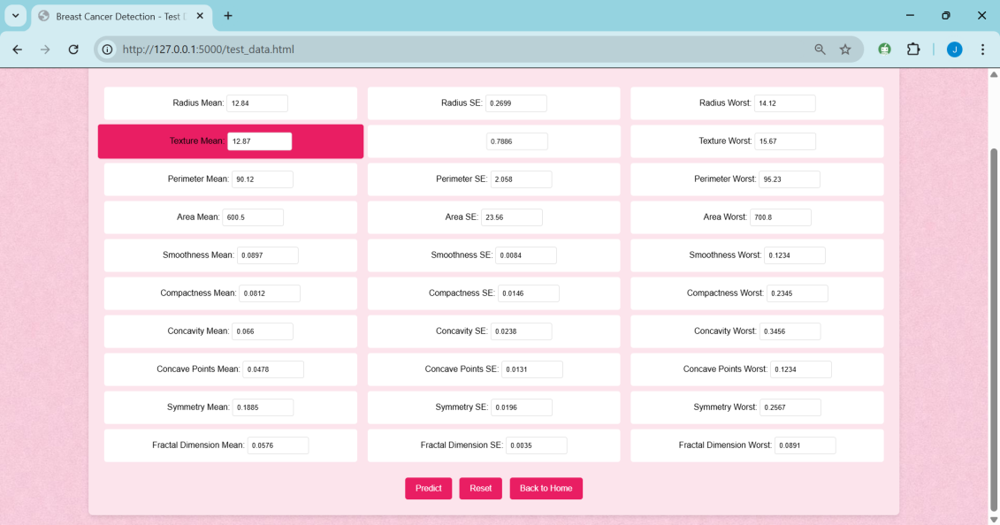 Breast Cancer Detection - Test D
http://127.0.0.1:5000/test_data.html
J
Radius Mean: 12.84 Radius SE: 0.2699 Radius Worst: 14.12
Texture Mean: 12.87 0.7886 Texture Worst: 15.67
Perimeter Mean: 90.12 Perimeter SE: 2.058 Perimeter Worst: 95.23
Area Mean: 600.5 Area SE: 23.56 Area Worst: 700.8
Smoothness Mean: 0.0897 Smoothness SE: 0.0084 Smoothness Worst: 0.1234
Compactness Mean: 0.0812 Compactness SE: 0.0146 Compactness Worst: 0.2345
Concavity Mean: 0.066 Concavity SE: 0.0238 Concavity Worst: 0.3456
Concave Points Mean: 0.0478 Concave Points SE: 0.0131 Concave Points Worst: 0.1234
Symmetry Mean: 0.1885 Symmetry SE: 0.0196 Symmetry Worst: 0.2567
Fractal Dimension Mean: 0.0576 Fractal Dimension SE: 0.0035 Fractal Dimension Worst: 0.0891
Predict Reset Back to Home